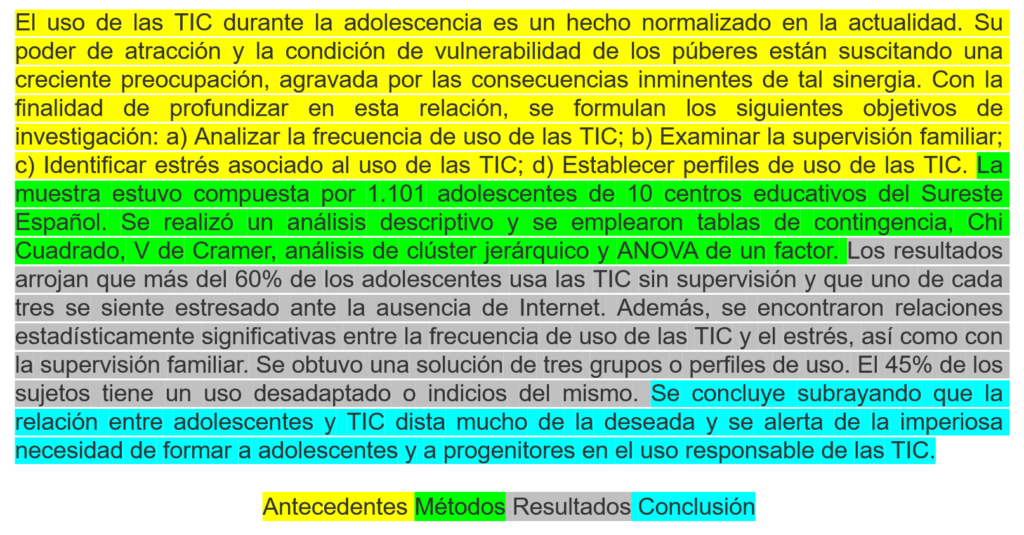 El uso de las TIC durante la adolescencia es un hecho normalizado en la actualidad. Su
poder de atracción y la condición de vulnerabilidad de los púberes están suscitando una
creciente preocupación, agravada por las consecuencias inminentes de tal sinergia. Con la
finalidad de profundizar en esta relación, se formulan los siguientes objetivos de
investigación: a) Analizar la frecuencia de uso de las TIC; b) Examinar la supervisión familiar;
c) Identificar estrés asociado al uso de las TIC; d) Establecer perfiles de uso de las TIC. La
muestra estuvo compuesta por 1.101 adolescentes de 10 centros educativos del Sureste
Español. Se realizó un análisis descriptivo y se emplearon tablas de contingencia, Chi
Cuadrado, V de Cramer, análisis de clúster jerárquico y ANOVA de un factor. Los resultados
arrojan que más del 60% de los adolescentes usa las TIC sin supervisión y que uno de cada
tres se siente estresado ante la ausencia de Internet. Además, se encontraron relaciones
estadísticamente significativas entre la frecuencia de uso de las TIC y el estrés, así como con
la supervisión familiar. Se obtuvo una solución de tres grupos o perfiles de uso. El 45% de los
sujetos tiene un uso desadaptado o indicios del mismo. Se concluye subrayando que la
relación entre adolescentes y TIC dista mucho de la deseada y se alerta de la imperiosa
necesidad de formar a adolescentes y a progenitores en el uso responsable de las TIC.
Antecedentes Métodos Resultados Conclusión